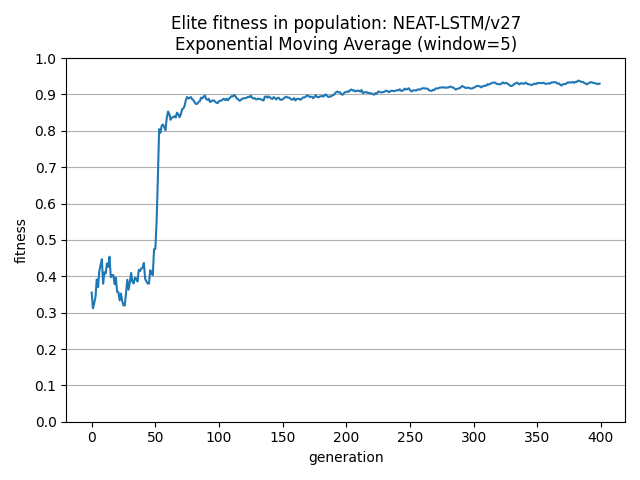 Elite fitness in population: NEAT-LSTM/v27
Exponential Moving Average (window=5)
1.0
0.9
0.8
0.7
0.6
0.5
0.4
0.3
0.2
0.1
0.0
fitness
0 50 100 150 200 250 300 350 400
generation